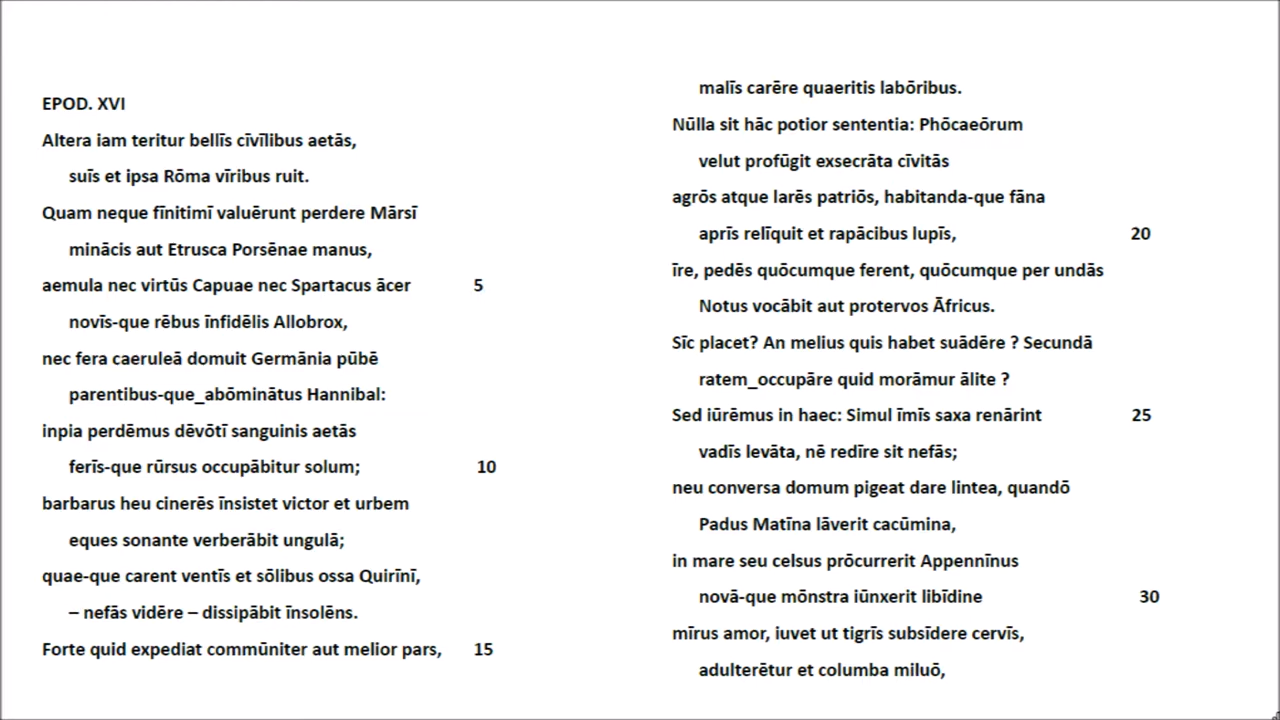 EPOD. XVI
Altera iam teritur bellīs cīvīlibus aetās,
suīs et ipsa Rōma vīribus ruit.
Quam neque fīnitimī valuērunt perdere Mārsī
minācis aut Etrusca Porsēnae manus,
aemula nec virtūs Capuae nec Spartacus ācer 5
novīs-que rēbus īnfidēlis Allobrox,
nec fera caeruleā domuit Germānia pūbē
parentibus-que_abōminātus Hannibal:
inpia perdēmus dēvōtī sanguinis aetās
ferīs-que rūrsus occupābitur solum; 10
barbarus heu cinerēs īnsistet victor et urbem
eques sonante verberābit ungulā;
quae-que carent ventīs et sōlibus ossa Quirīnī,
– nefās vidēre – dissipābit īnsolēns.
Forte quid expediat commūniter aut melior pars, 15
malīs carēre quaeritis labōribus.
Nūlla sit hāc potior sententia: Phōcaeōrum
velut profūgit exsecrāta cīvitās
agrōs atque larēs patriōs, habitanda-que fāna
aprīs relīquit et rapācibus lupīs, 20
īre, pedēs quōcumque ferent, quōcumque per undās
Notus vocābit aut protervos Āfricus.
Sīc placet? An melius quis habet suādēre ? Secundā
ratem_occupāre quid morāmur ālite ?
Sed iūrēmus in haec: Simul īmīs saxa renārint 25
vadīs levāta, nē redīre sit nefās;
neu conversa domum pigeat dare lintea, quandō
Padus Matīna lāverit cacūmina,
in mare seu celsus prōcurrerit Appennīnus
novā-que mōnstra iūnxerit libīdine 30
mīrus amor, iuvet ut tigrīs subsīdere cervīs,
adulterētur et columba miluō,